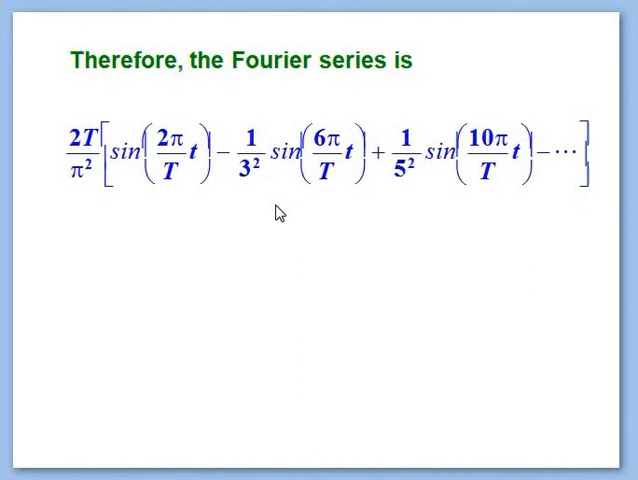 Therefore, the Fourier series is
2T/π² [sin(2π/T t) − 1/3² sin(6π/T t) + 1/5² sin(10π/T t) − ⋯]